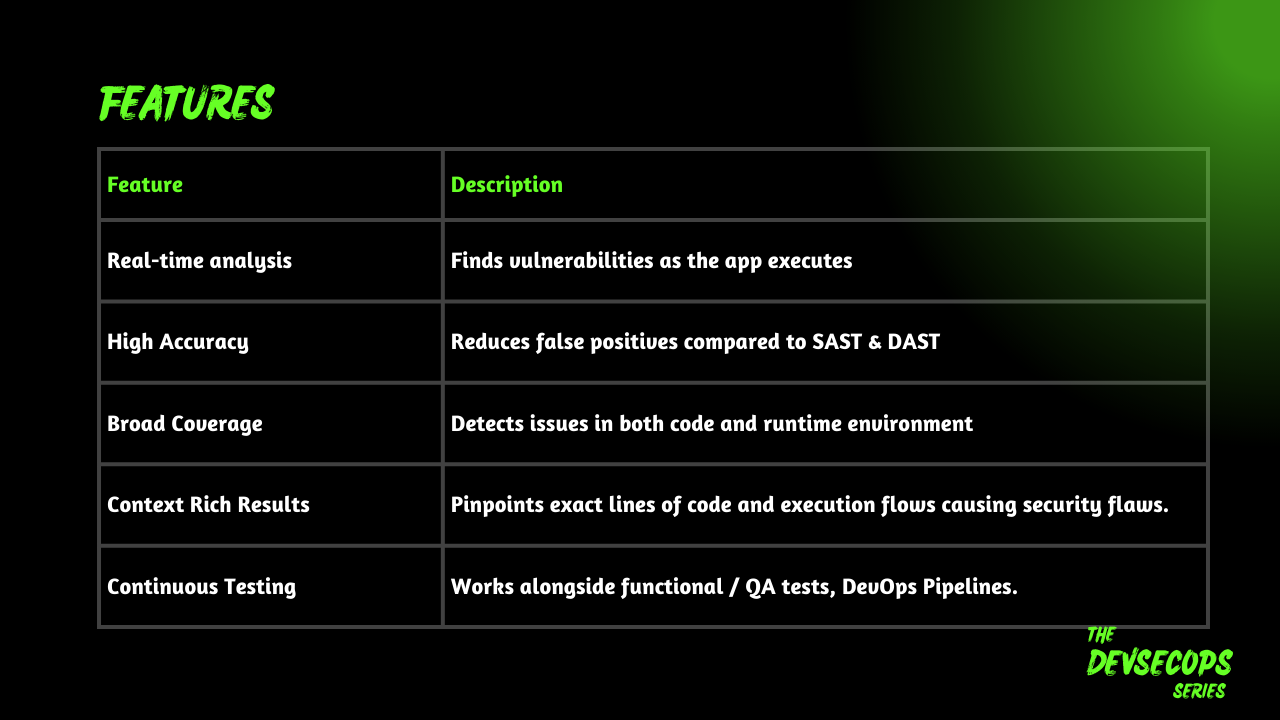 FEATURES
Feature
Description
Real-time analysis
Finds vulnerabilities as the app executes
High Accuracy
Reduces false positives compared to SAST & DAST
Broad Coverage
Detects issues in both code and runtime environment
Context Rich Results
Pinpoints exact lines of code and execution flows causing security flaws.
Continuous Testing
Works alongside functional / QA tests, DevOps Pipelines.
THE
DEVSECOPS
SERIES